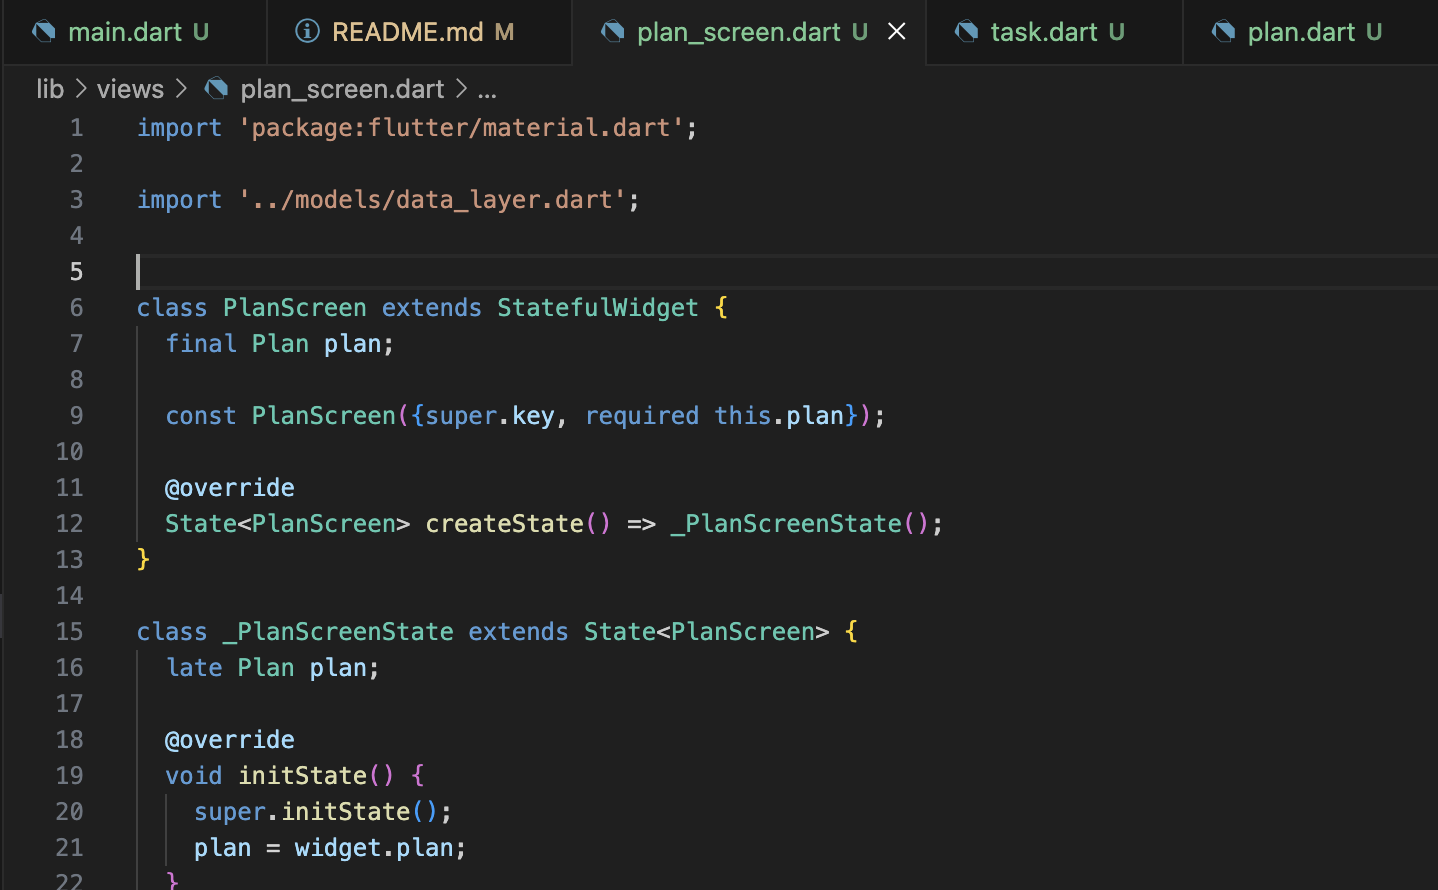 main.dart U README.md M plan_screen.dart U task.dart U plan.dart U
lib > views > plan_screen.dart > ...
1 import 'package:flutter/material.dart';
2
3 import '../models/data_layer.dart';
4
5
6 class PlanScreen extends StatefulWidget {
7 final Plan plan;
8
9 const PlanScreen({super.key, required this.plan});
10
11 @override
12 State<PlanScreen> createState() => _PlanScreenState();
13 }
14
15 class _PlanScreenState extends State<PlanScreen> {
16 late Plan plan;
17
18 @override
19 void initState() {
20 super.initState();
21 plan = widget.plan;
22 }